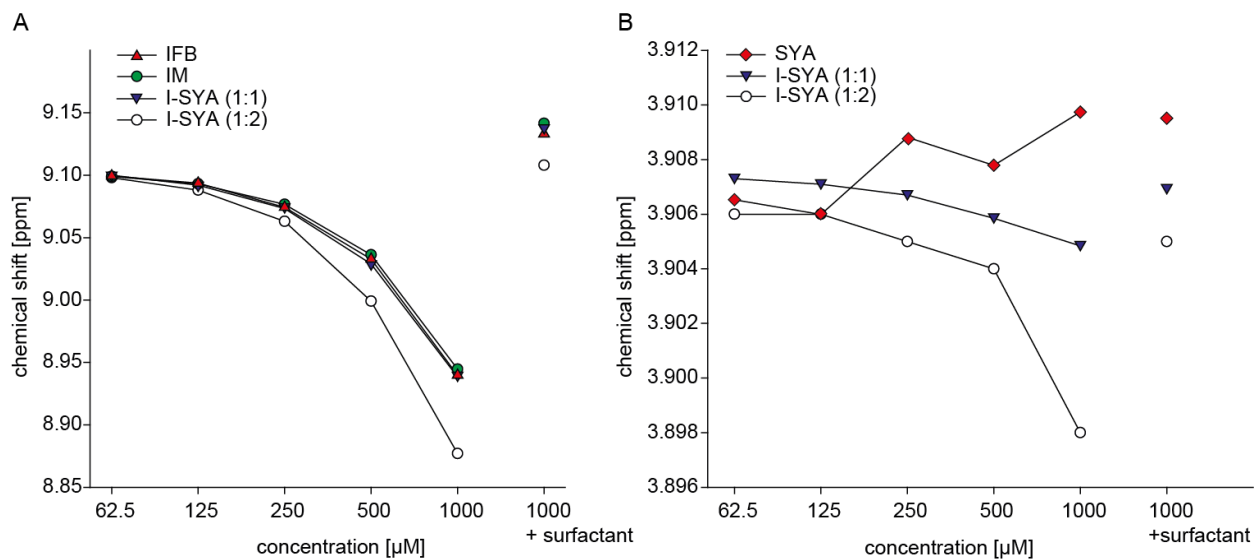 A
IFB
IM
I-SYA (1:1)
I-SYA (1:2)
chemical shift [ppm]
9.15
9.10
9.05
9.00
8.95
8.90
8.85
62.5 125 250 500 1000 1000
+ surfactant
concentration [µM]
B
SYA
I-SYA (1:1)
I-SYA (1:2)
chemical shift [ppm]
3.912
3.910
3.908
3.906
3.904
3.902
3.900
3.898
3.896
62.5 125 250 500 1000 1000
+surfactant
concentration [µM]